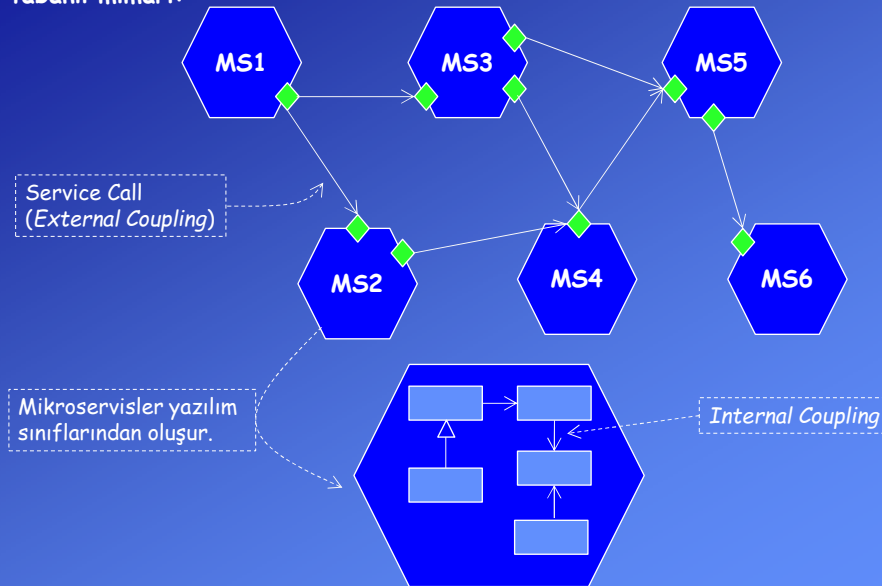 MS1
MS3
MS5
Service Call
(External Coupling)
MS2
MS4
MS6
Mikroservisler yazılım
sınıflarından oluşur.
Internal Coupling